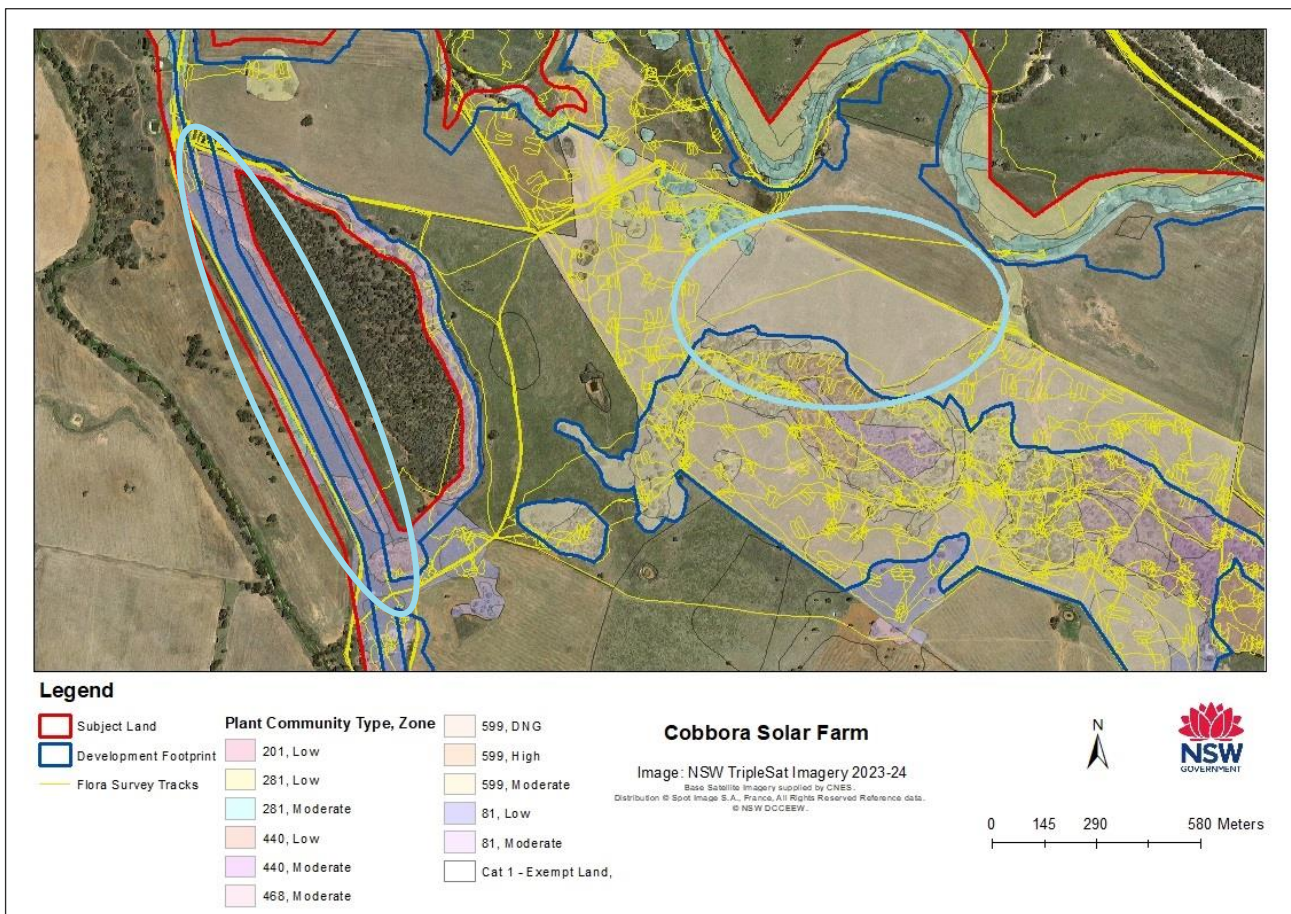 Legend
Subject Land
Development Footprint
Flora Survey Tracks
Plant Community Type, Zone
201, Low
281, Low
281, Moderate
440, Low
440, Moderate
468, Moderate
599, DNG
599, High
599, Moderate
81, Low
81, Moderate
Cat 1 - Exempt Land,
Cobbora Solar Farm
Image: NSW TripleSat Imagery 2023-24
Base Satellite Imagery supplied by CNES.
Distribution © Spot Image S.A., France, All Rights Reserved Reference data.
© NSW DCCEEW.
N
NSW
GOVERNMENT
0 145 290 580 Meters